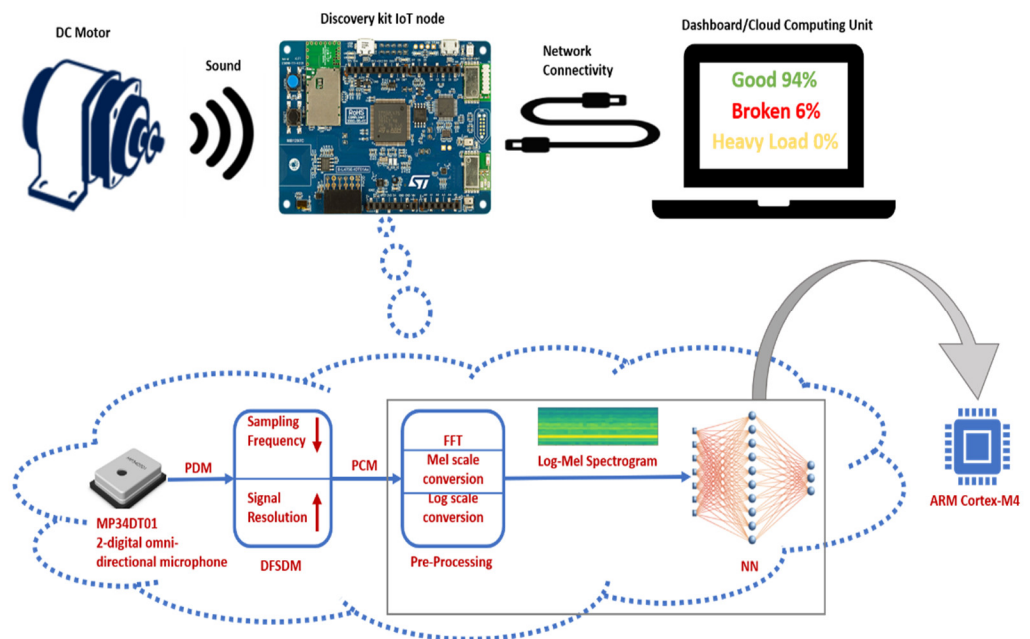 Discovery kit IoT node
Dashboard/Cloud Computing Unit
DC Motor
Sound
Network
Connectivity
Good 94%
Broken 6%
Heavy Load 0%
RoHS
Sampling
Frequency
Signal
Resolution
PDM
PCM
FFT
Mel scale
conversion
Log scale
conversion
Log-Mel Spectrogram
MP34DT01
2-digital omni-
directional microphone
DFSDM
Pre-Processing
NN
ARM Cortex-M4